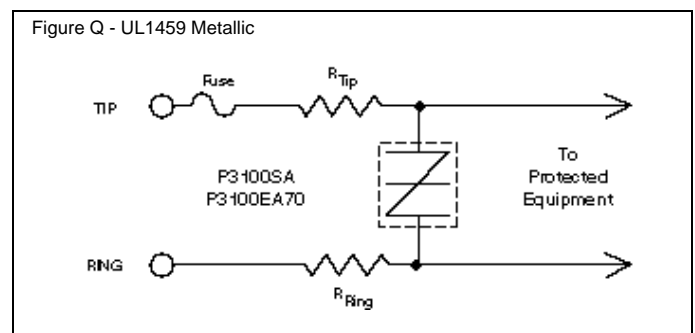 Figure Q - UL1459 Metallic
Fuse
RTip
TIP
P3100SA
P3100EA70
To
Protected
Equipment
RING
RRing